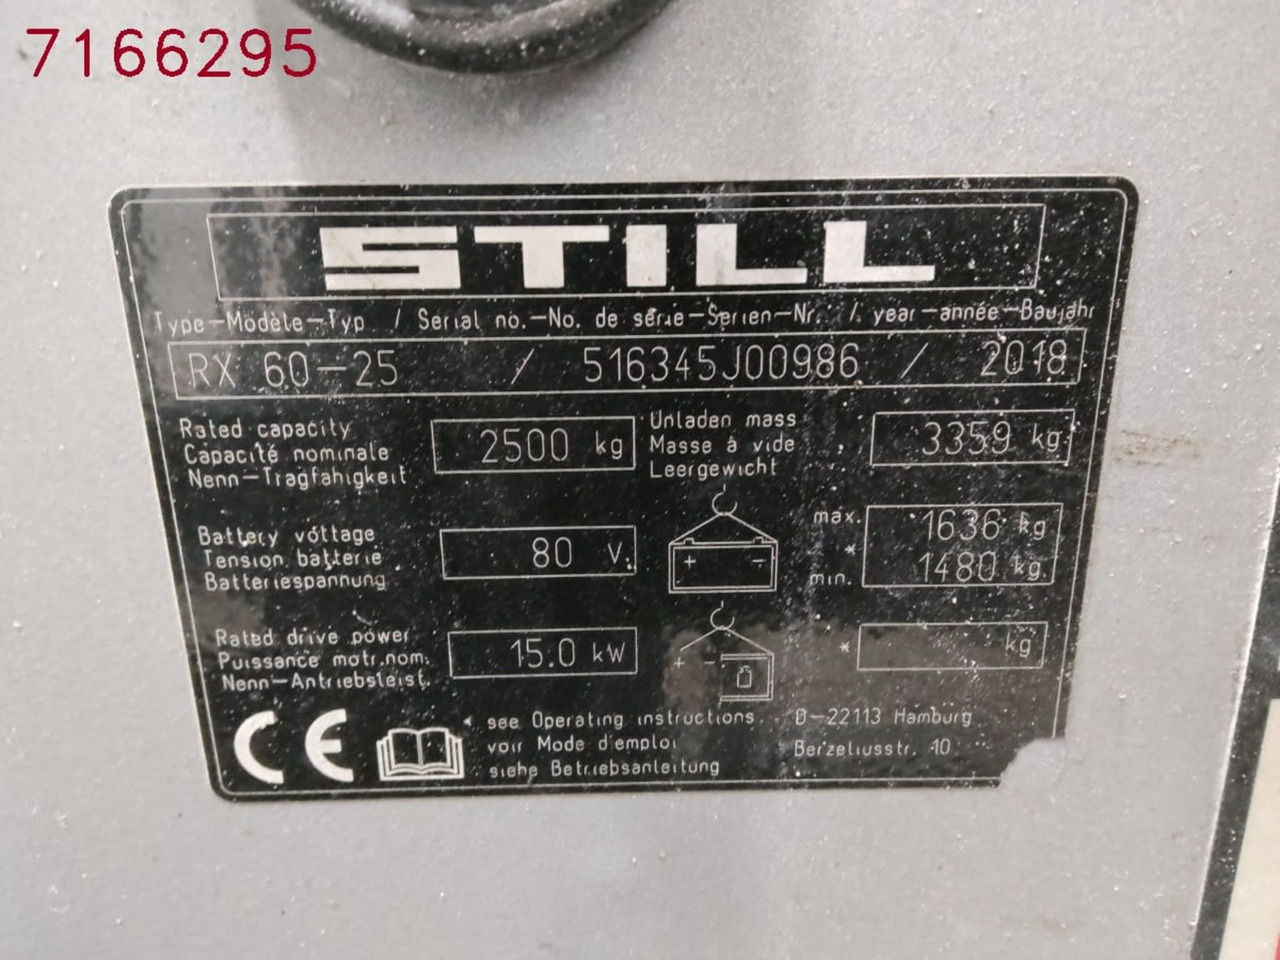 7166295
STILL
Type-Modèle-Typ / Serial no.-No. de série-Serien-Nr. / year-année-Baujahr
RX 60-25 / 516345J00986 / 2018
Rated capacity
Capacité nominale
Nenn-Tragfähigkeit
2500 kg
Unladen mass
Masse à vide
Leergewicht
3359 kg
Battery voltage
Tension batterie
Batteriespannung
80 V.
+ -
max. 1636 kg
*
min. 1480 kg
Rated drive power
Puissance motr.nom.
Nenn-Antriebsleist.
15.0 kW
+ -
* kg
CE
see Operating instructions
voir Mode d'emploi
siehe Betriebsanleitung
D-22113 Hamburg
Berzeliusstr. 10